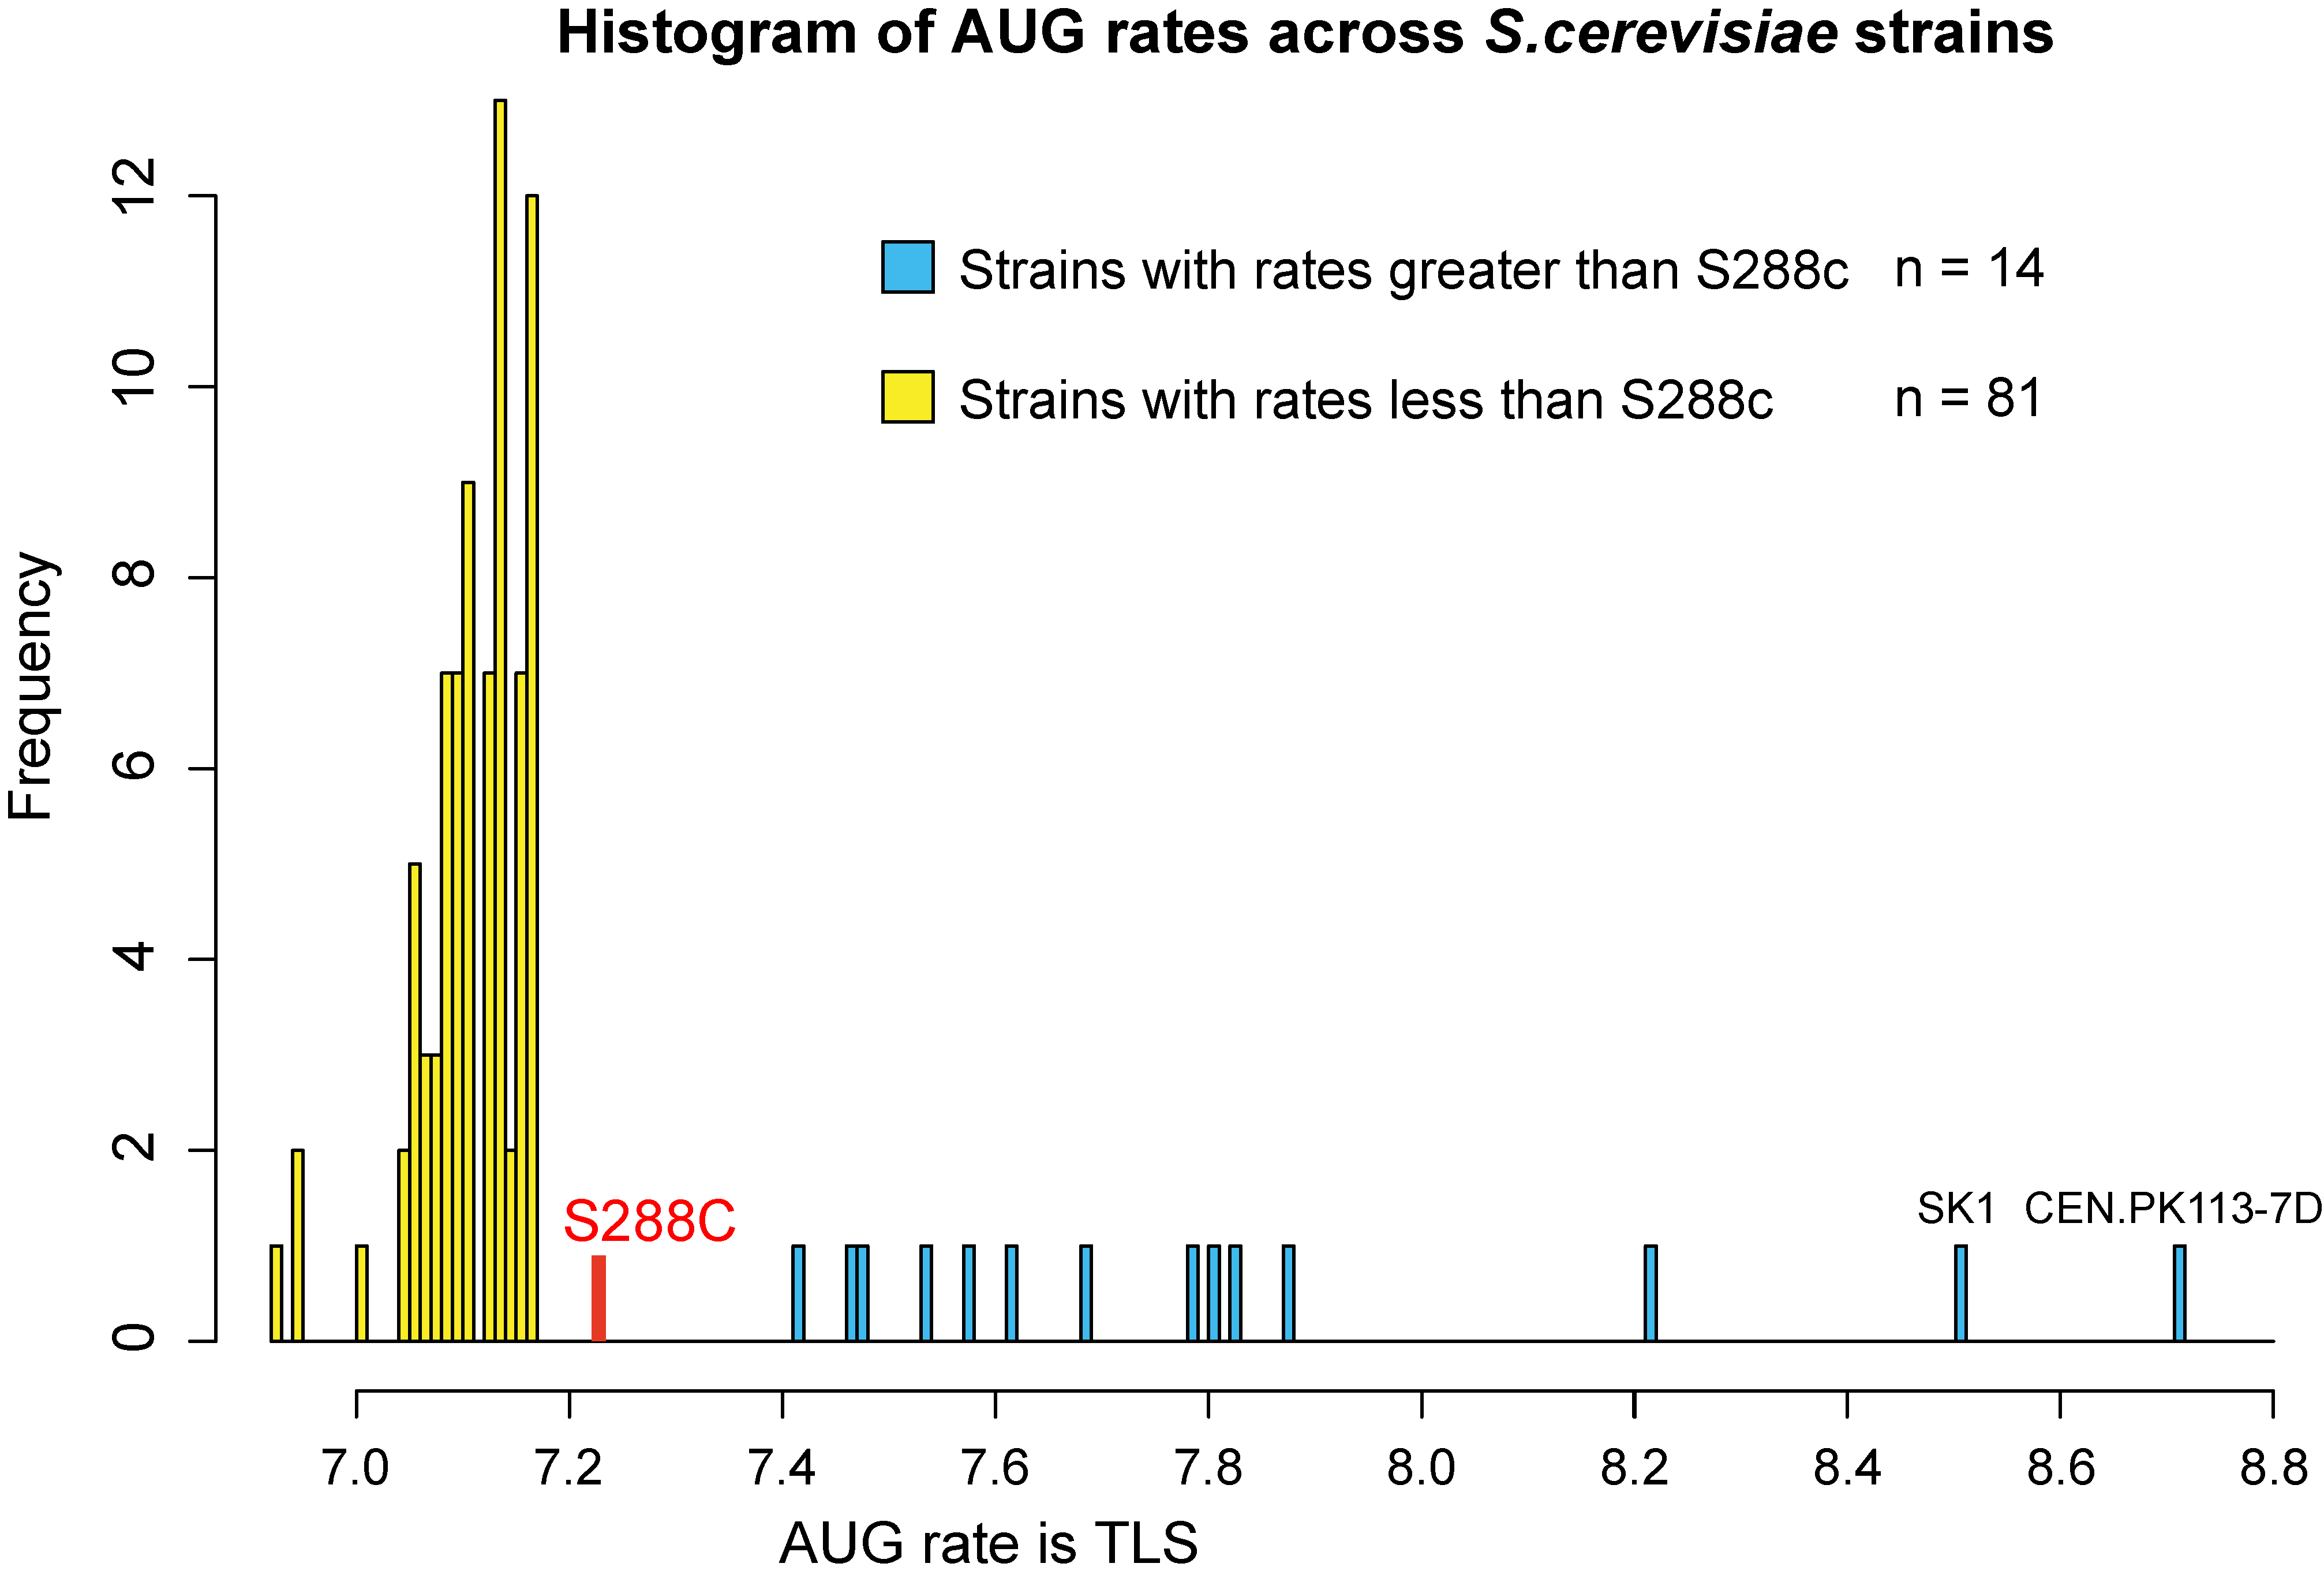 Histogram of AUG rates across S.cerevisiae strains
Strains with rates greater than S288c n = 14
Strains with rates less than S288c n = 81
Frequency
12
10
8
6
4
2
0
S288C
SK1 CEN.PK113-7D
7.0 7.2 7.4 7.6 7.8 8.0 8.2 8.4 8.6 8.8
AUG rate is TLS